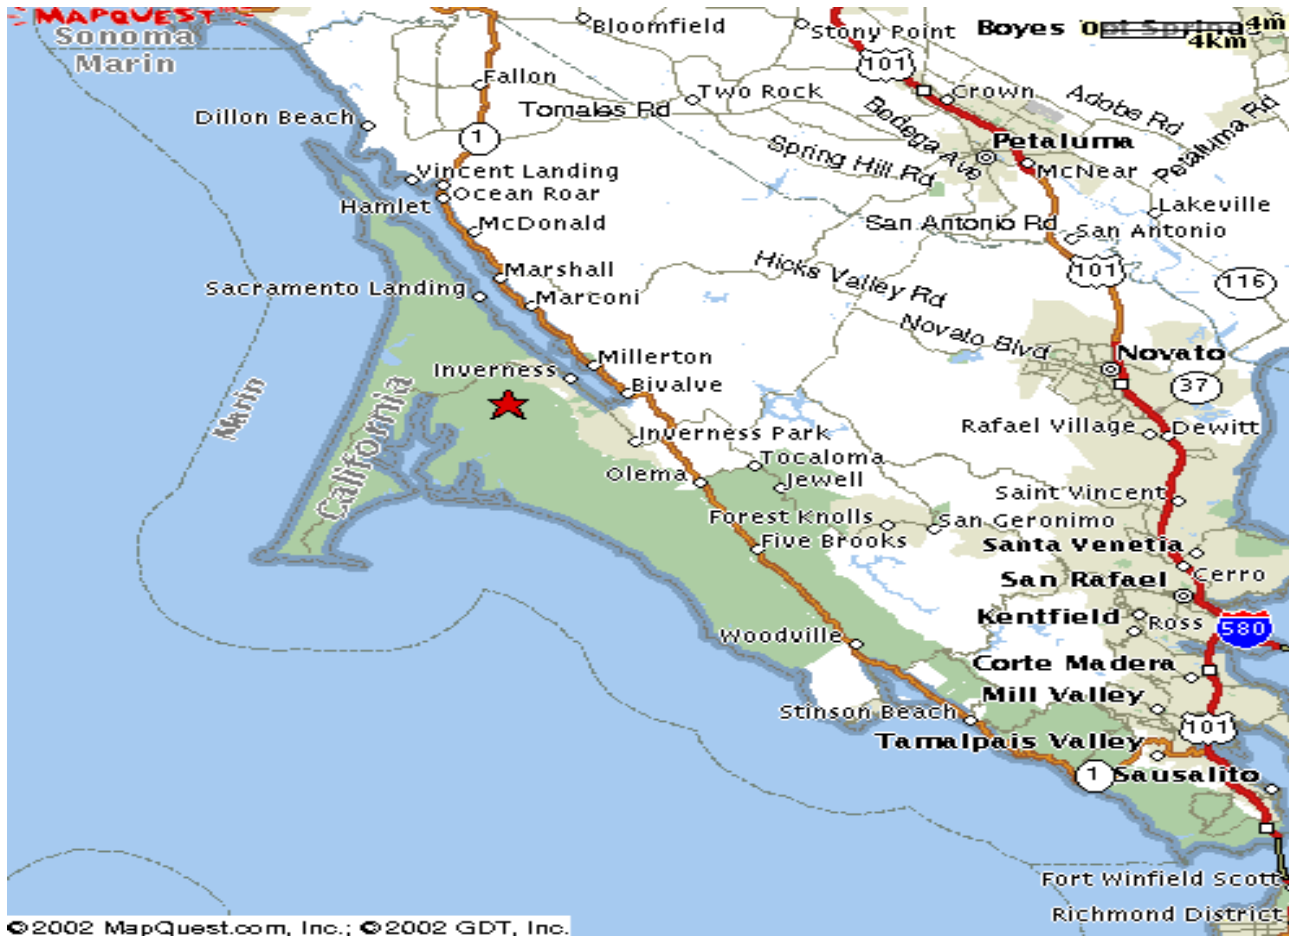 MAPQUEST
Sonoma
Marin
Bloomfield
Stony Point
Boyes Hot Springs
4m
4km
101
Fallon
Two Rock
Crown
Adobe Rd
Tomales Rd
Dillon Beach
1
Bodega Ave
Petaluma Rd
Petaluma
Spring Hill Rd
McNear
Vincent Landing
Ocean Roar
Hamlet
Lakeville
McDonald
San Antonio Rd
San Antonio
Marshall
Hicks Valley Rd
101
116
Sacramento Landing
Marconi
Novato Blvd
Millerton
Novato
Inverness
Bivalve
37
Marin
California
Inverness Park
Rafael Village
Dewitt
Tocaloma
Olema
Jewell
Saint Vincent
Forest Knolls
San Geronimo
Five Brooks
Santa Venetia
San Rafael
Cerro
Kentfield
Ross
580
Woodville
Corte Madera
Mill Valley
Stinson Beach
101
Tamalpais Valley
1
Sausalito
Fort Winfield Scott
Richmond District
©2002 MapQuest.com, Inc.; ©2002 GDT, Inc.